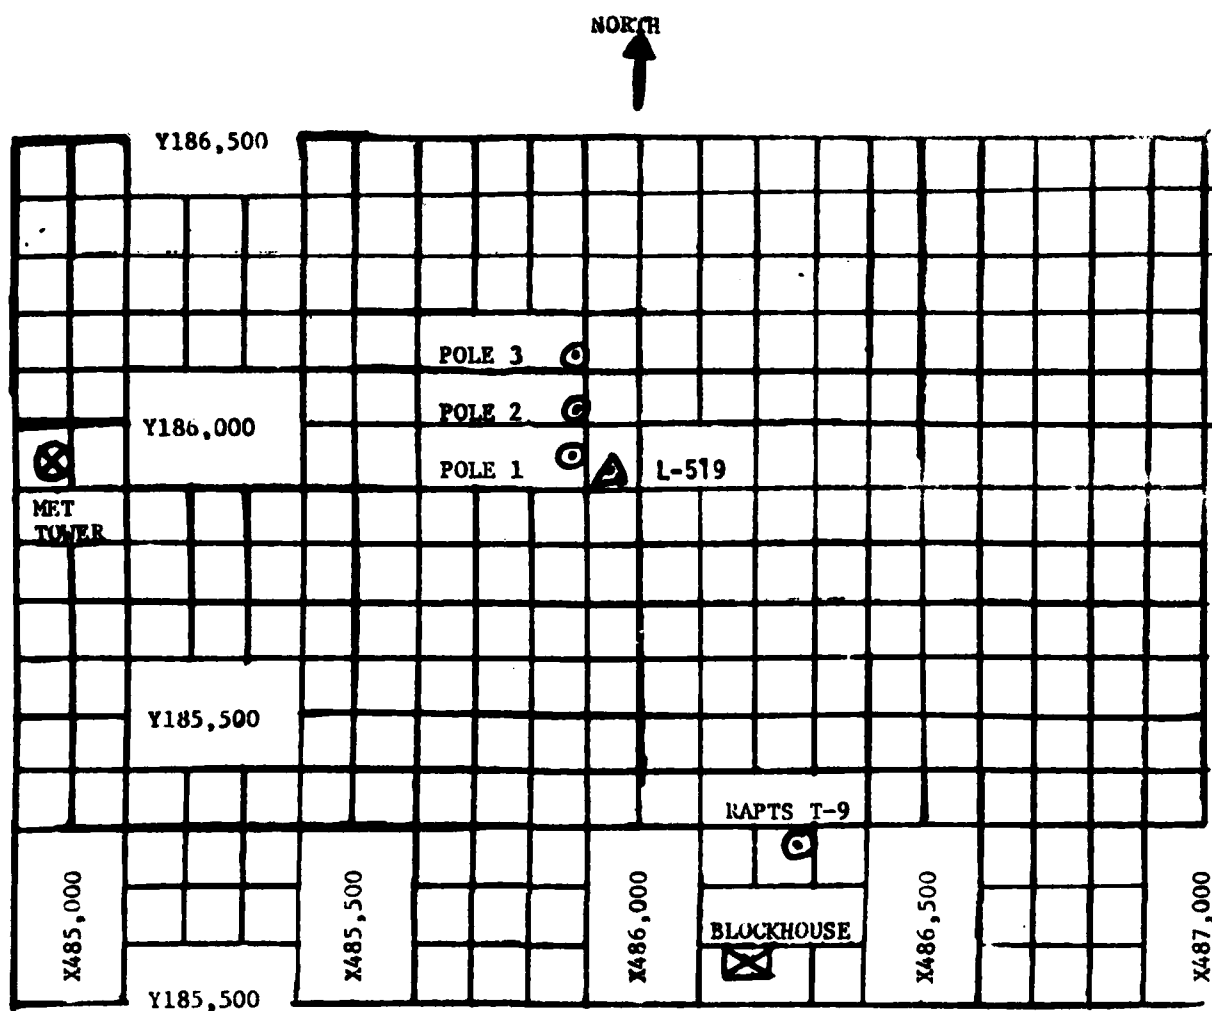 NORTH
Y186,500
POLE 3
POLE 2
Y186,000
POLE 1
L-519
MET
TOWER
Y185,500
RAPTS T-9
X485,000
X485,500
X486,000
BLOCKHOUSE
X486,500
X487,000
Y185,500